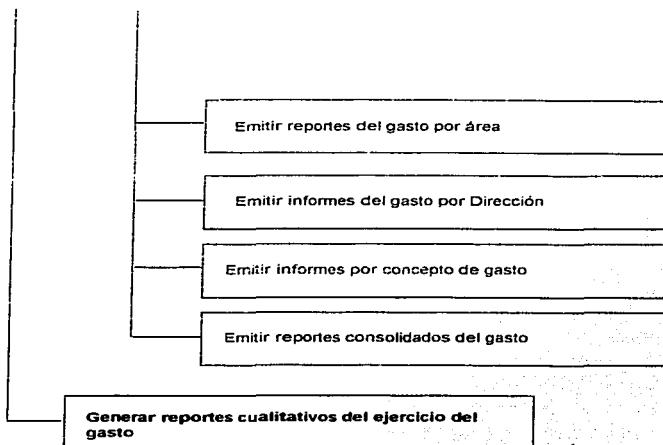 Emitir reportes del gasto por área
Emitir informes del gasto por Dirección
Emitir informes por concepto de gasto
Emitir reportes consolidados del gasto
Generar reportes cualitativos del ejercicio del
gasto